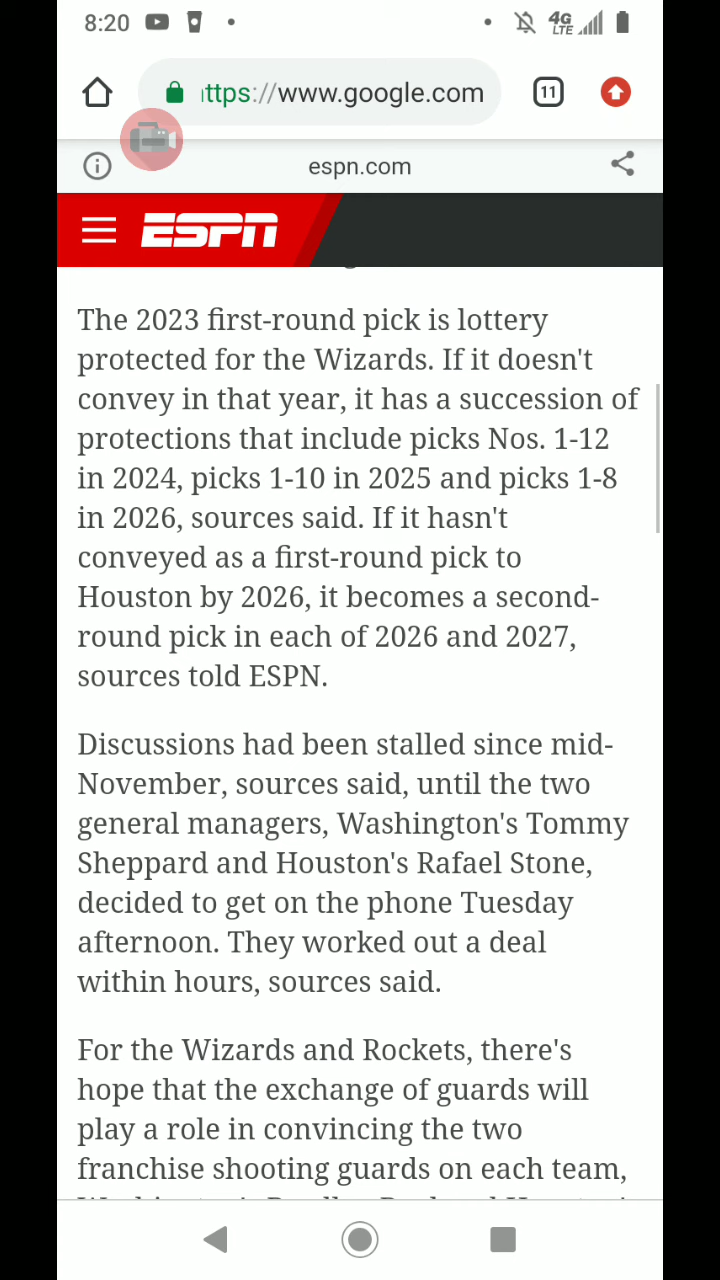 8:20
4G
LTE
ttps://www.google.com
11
espn.com
ESPN
The 2023 first-round pick is lottery
protected for the Wizards. If it doesn't
convey in that year, it has a succession of
protections that include picks Nos. 1-12
in 2024, picks 1-10 in 2025 and picks 1-8
in 2026, sources said. If it hasn't
conveyed as a first-round pick to
Houston by 2026, it becomes a second-
round pick in each of 2026 and 2027,
sources told ESPN.
Discussions had been stalled since mid-
November, sources said, until the two
general managers, Washington's Tommy
Sheppard and Houston's Rafael Stone,
decided to get on the phone Tuesday
afternoon. They worked out a deal
within hours, sources said.
For the Wizards and Rockets, there's
hope that the exchange of guards will
play a role in convincing the two
franchise shooting guards on each team,